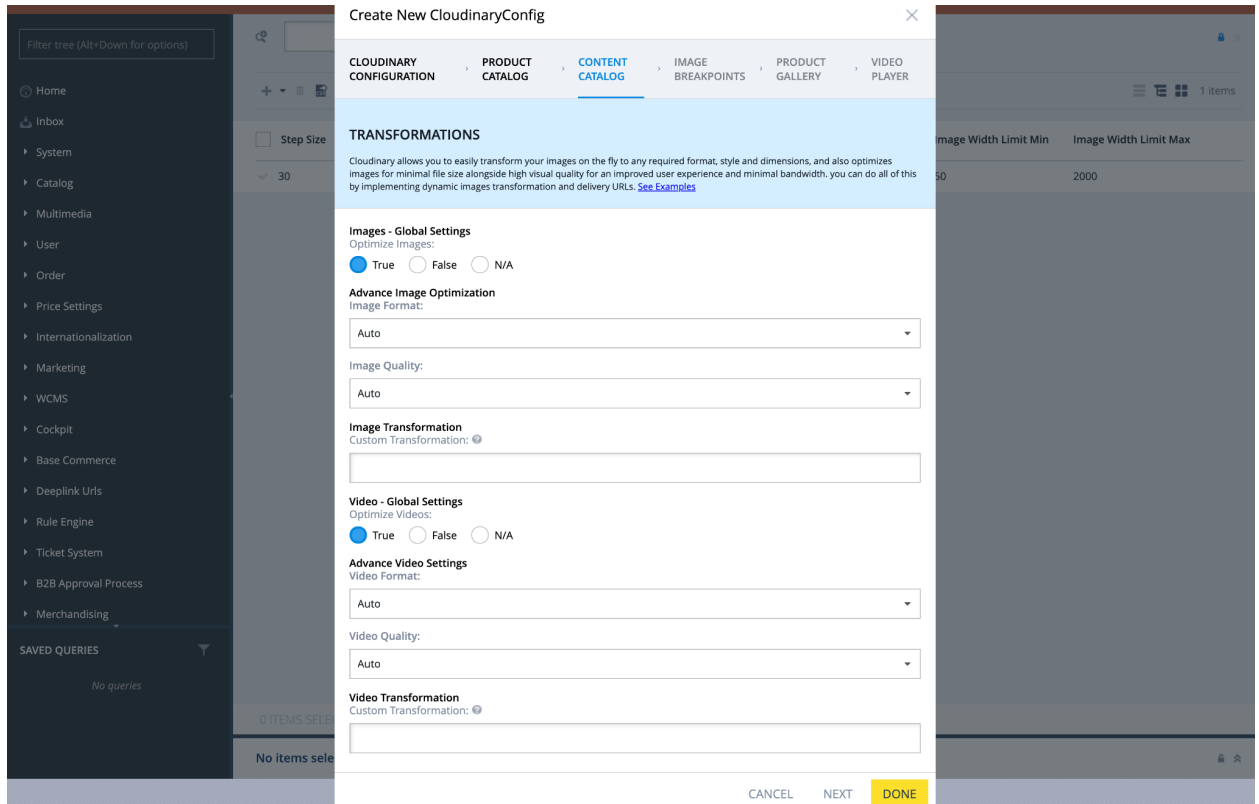 Create New CloudinaryConfig
Filter tree (Alt+Down for options)
Home
Inbox
System
Catalog
Multimedia
User
Order
Price Settings
Internationalization
Marketing
WCMS
Cockpit
Base Commerce
Deeplink Urls
Rule Engine
Ticket System
B2B Approval Process
Merchandising
SAVED QUERIES
No queries
1 items
Step Size
30
Image Width Limit Max
2000
0 ITEMS SELE
No items sele
CLOUDINARY CONFIGURATION
PRODUCT CATALOG
CONTENT CATALOG
IMAGE BREAKPOINTS
PRODUCT GALLERY
VIDEO PLAYER
TRANSFORMATIONS
Cloudinary allows you to easily transform your images on the fly to any required format, style and dimensions, and also optimizes
images for minimal file size alongside high visual quality for an improved user experience and minimal bandwidth. you can do all of this
by implementing dynamic images transformation and delivery URLs. See Examples
Images - Global Settings
Optimize Images:
True False N/A
Advance Image Optimization
Image Format:
Auto
Image Quality:
Auto
Image Transformation
Custom Transformation:
Video - Global Settings
Optimize Videos:
True False N/A
Advance Video Settings
Video Format:
Auto
Video Quality:
Auto
Video Transformation
Custom Transformation:
CANCEL NEXT DONE